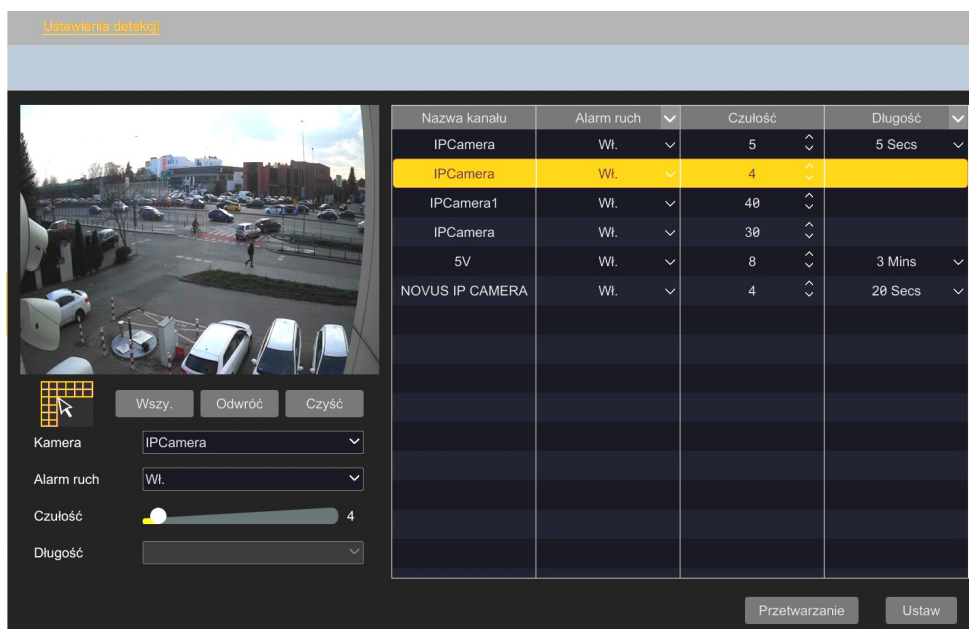 Ustawienia detekcji
Nazwa kanału Alarm ruch Czułość Długość
IPCamera Wł. 5 5 Secs
IPCamera Wł. 4
IPCamera1 Wł. 40
IPCamera Wł. 30
5V Wł. 8 3 Mins
NOVUS IP CAMERA Wł. 4 20 Secs
Wszy. Odwróć Czyść
Kamera IPCamera
Alarm ruch Wł.
Czułość 4
Długość
Przetwarzanie Ustaw